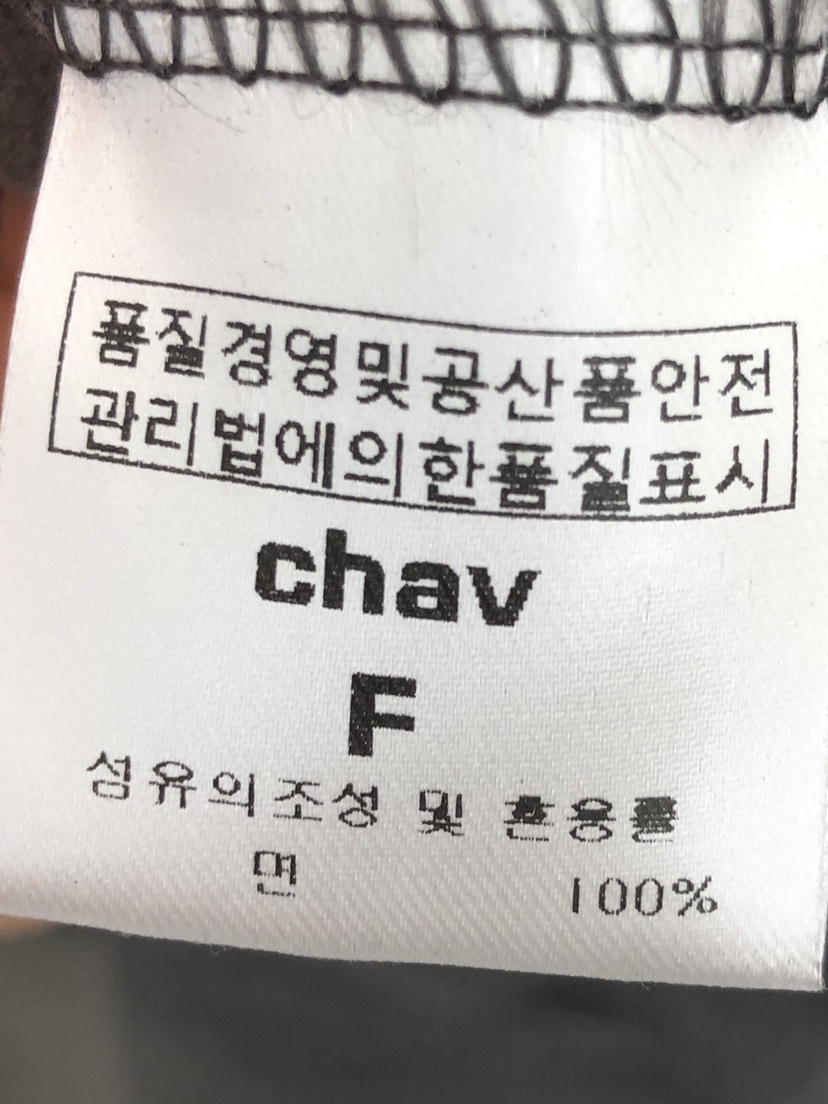 품질경영및공산품안전
관리법에의한품질표시
chav
F
섬유의조성 및 혼용률
면 100%